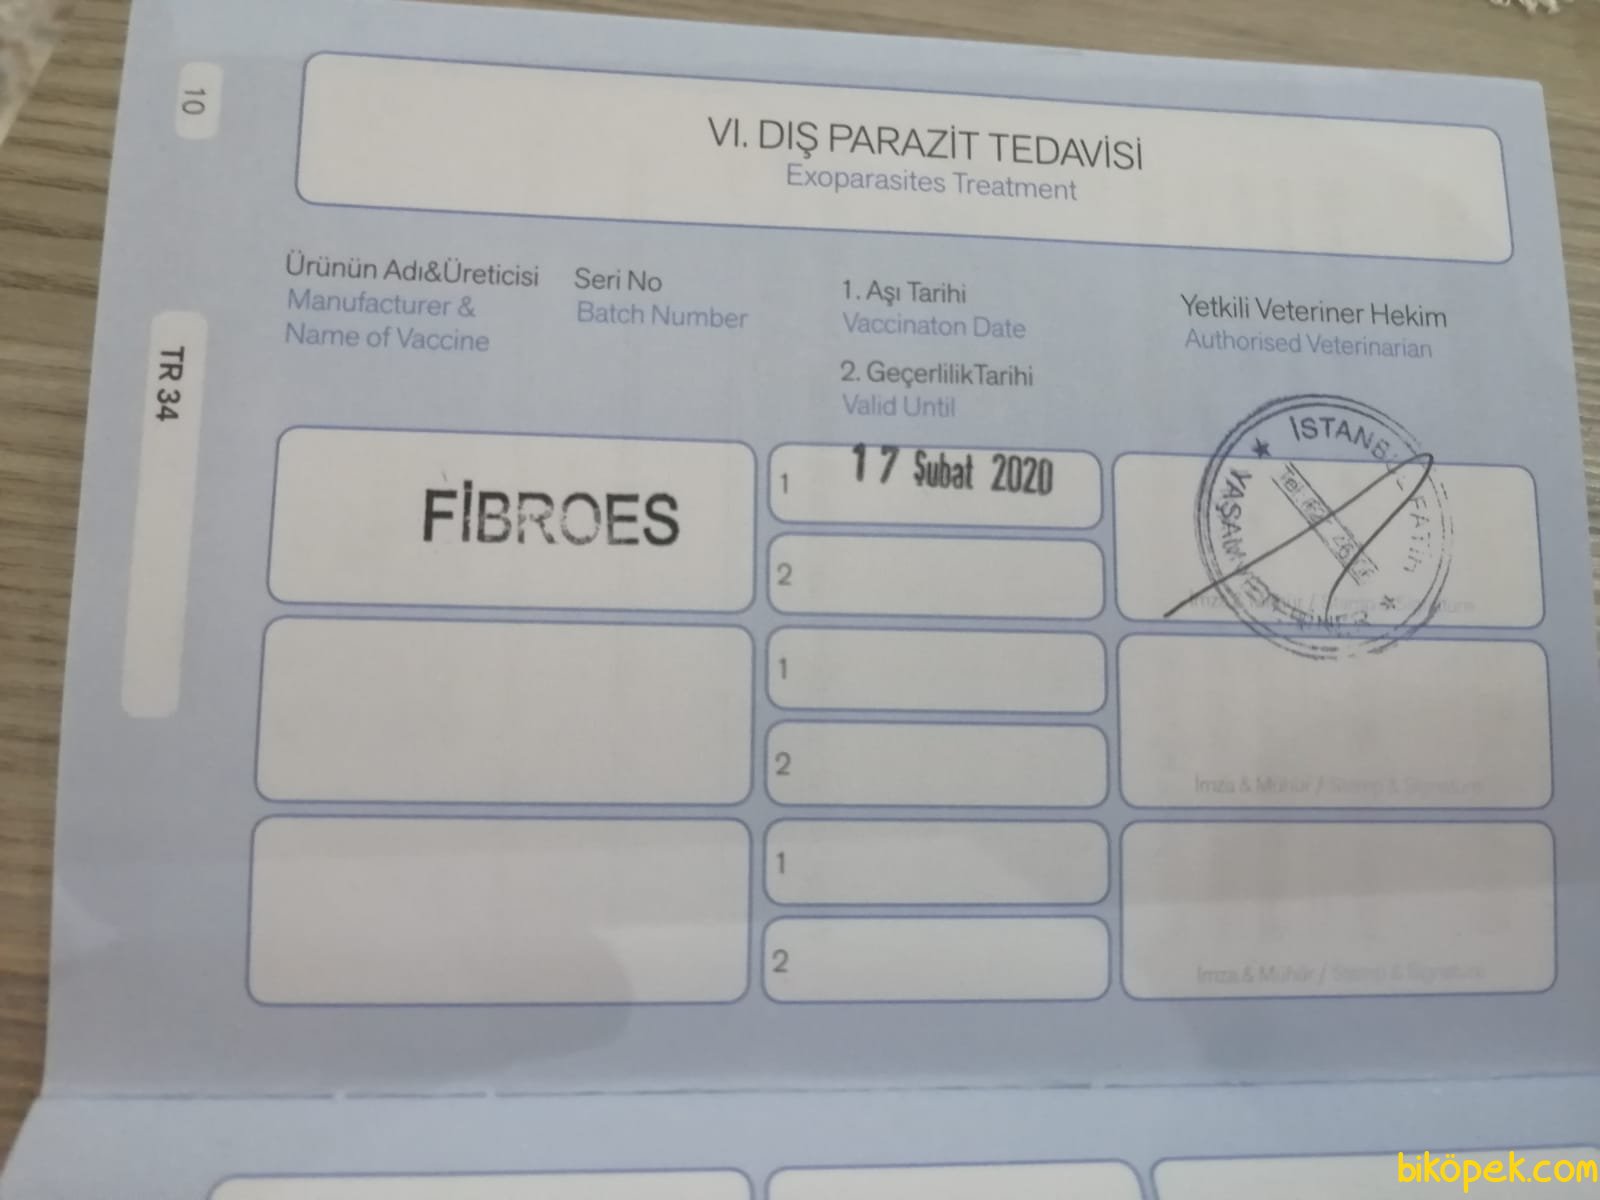 10
VI. DIŞ PARAZİT TEDAVİSİ
Exoparasites Treatment
Ürünün Adı&Üreticisi
Manufacturer &
Name of Vaccine
Seri No
Batch Number
1. Aşı Tarihi
Vaccinaton Date
2. GeçerlilikTarihi
Valid Until
Yetkili Veteriner Hekim
Authorised Veterinarian
TR 34
FİBROES
1
17 Şubat 2020
2
İSTANB
FATİH
YAŞAM
Tel:
1
2
İmza & Mühür / Stamp & Signature
1
2
İmza & Mühür / Stamp & Signature
biköpek.com